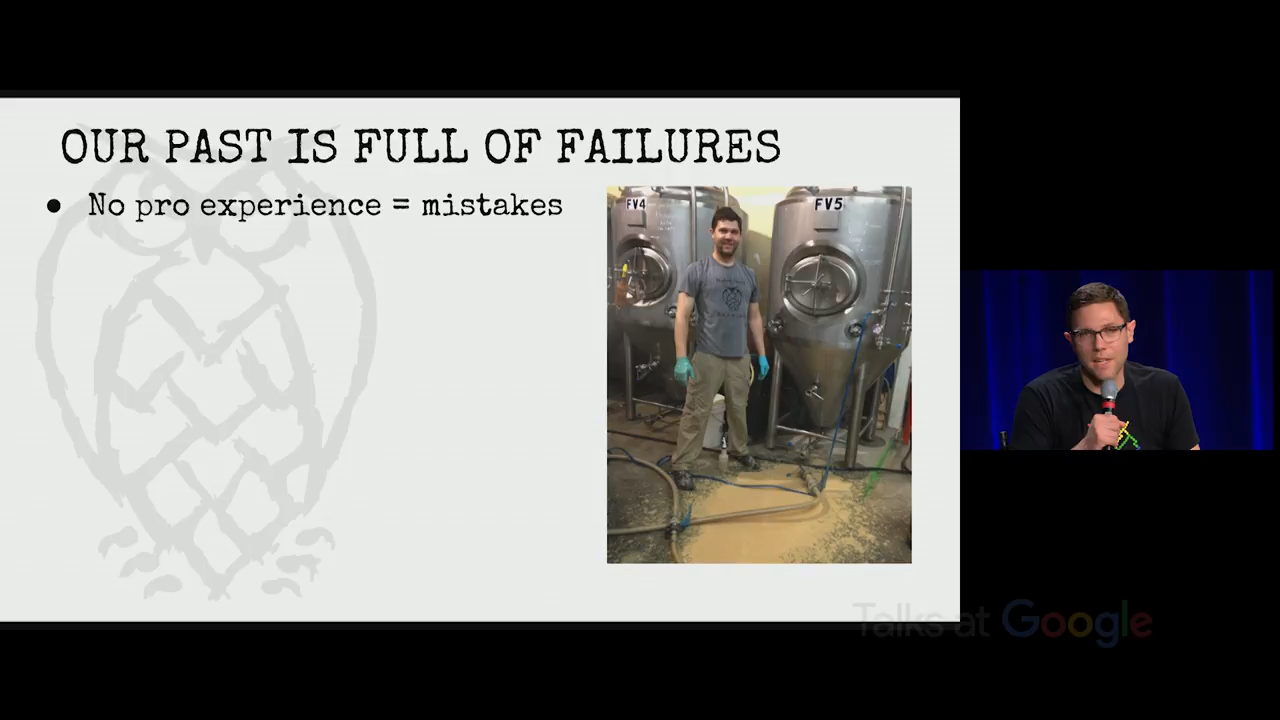 OUR PAST IS FULL OF FAILURES
● No pro experience = mistakes
FV4
FV5
Talks at Google